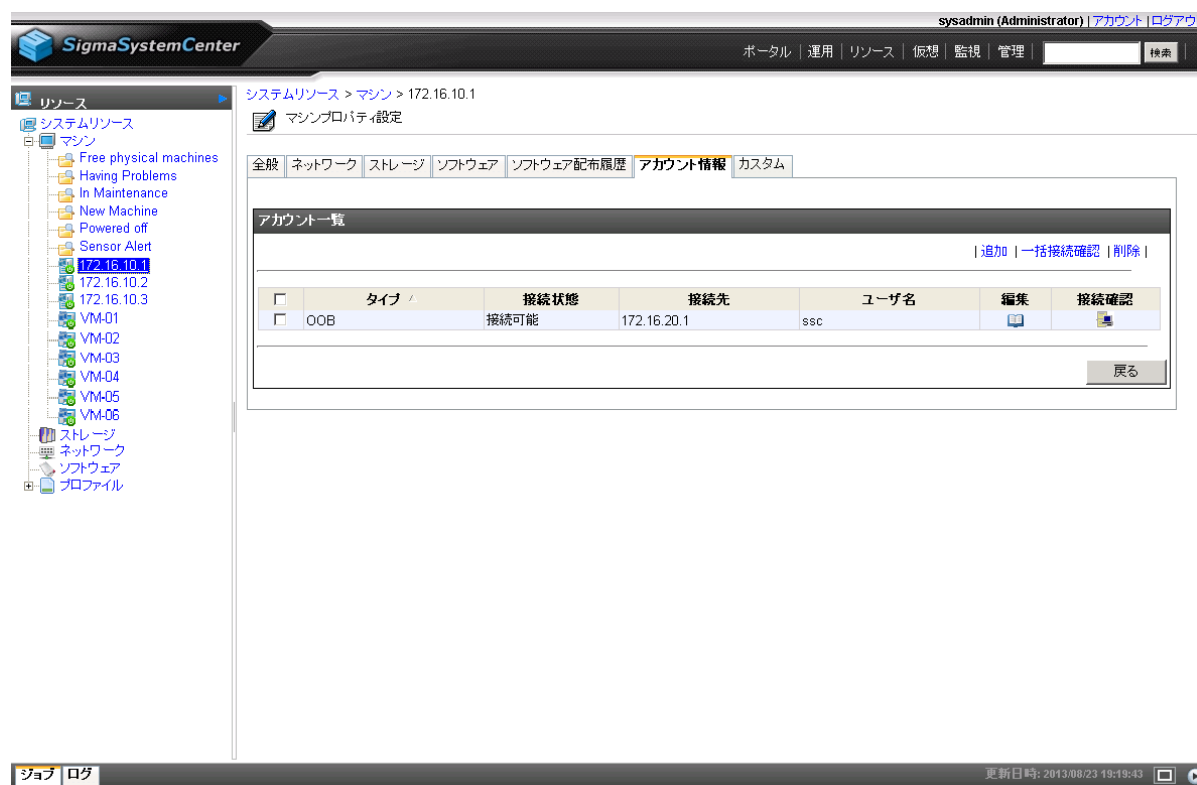 sysadmin (Administrator) | アカウント | ログアウ
SigmaSystemCenter
ポータル | 運用 | リソース | 仮想 | 監視 | 管理 | 検索 |
リソース
システムリソース
マシン
Free physical machines
Having Problems
In Maintenance
New Machine
Powered off
Sensor Alert
172.16.10.1
172.16.10.2
172.16.10.3
VM-01
VM-02
VM-03
VM-04
VM-05
VM-06
ストレージ
ネットワーク
ソフトウェア
プロファイル
システムリソース > マシン > 172.16.10.1
マシンプロパティ設定
全般 ネットワーク ストレージ ソフトウェア ソフトウェア配布履歴 アカウント情報 カスタム
アカウント一覧
| 追加 | 一括接続確認 | 削除 |
タイプ 接続状態 接続先 ユーザ名 編集 接続確認
OOB 接続可能 172.16.20.1 ssc
戻る
ジョブ ログ
更新日時: 2013/08/23 19:19:43